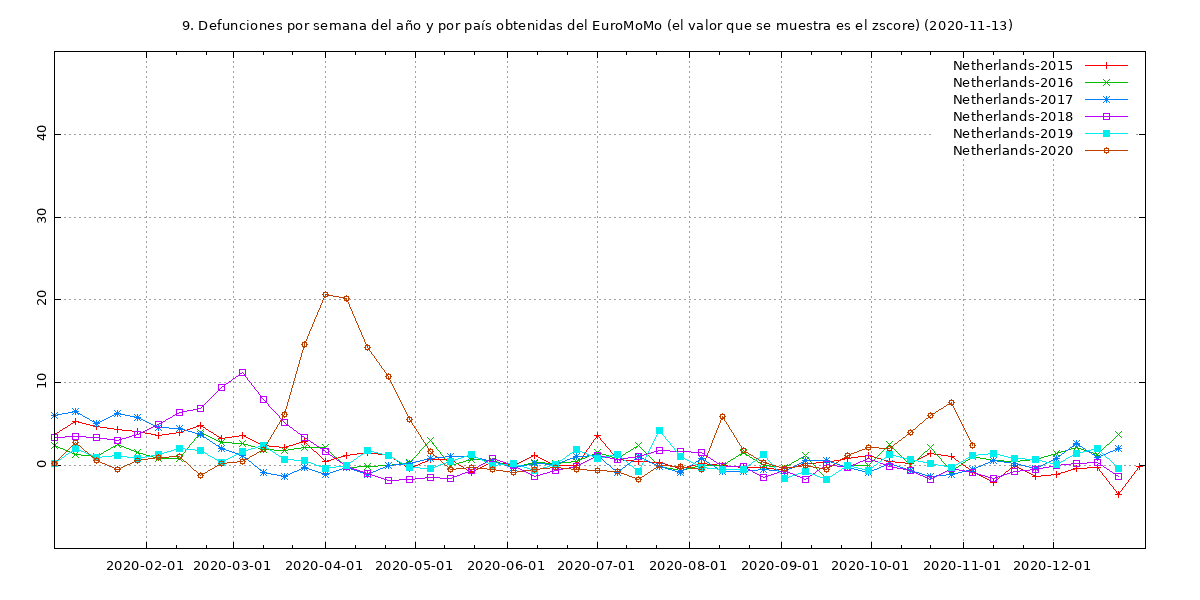 9. Defunciones por semana del año y por país obtenidas del EuroMoMo (el valor que se muestra es el zscore) (2020-11-13)
Netherlands-2015
Netherlands-2016
Netherlands-2017
Netherlands-2018
Netherlands-2019
Netherlands-2020
40
30
20
10
0
2020-02-01 2020-03-01 2020-04-01 2020-05-01 2020-06-01 2020-07-01 2020-08-01 2020-09-01 2020-10-01 2020-11-01 2020-12-01